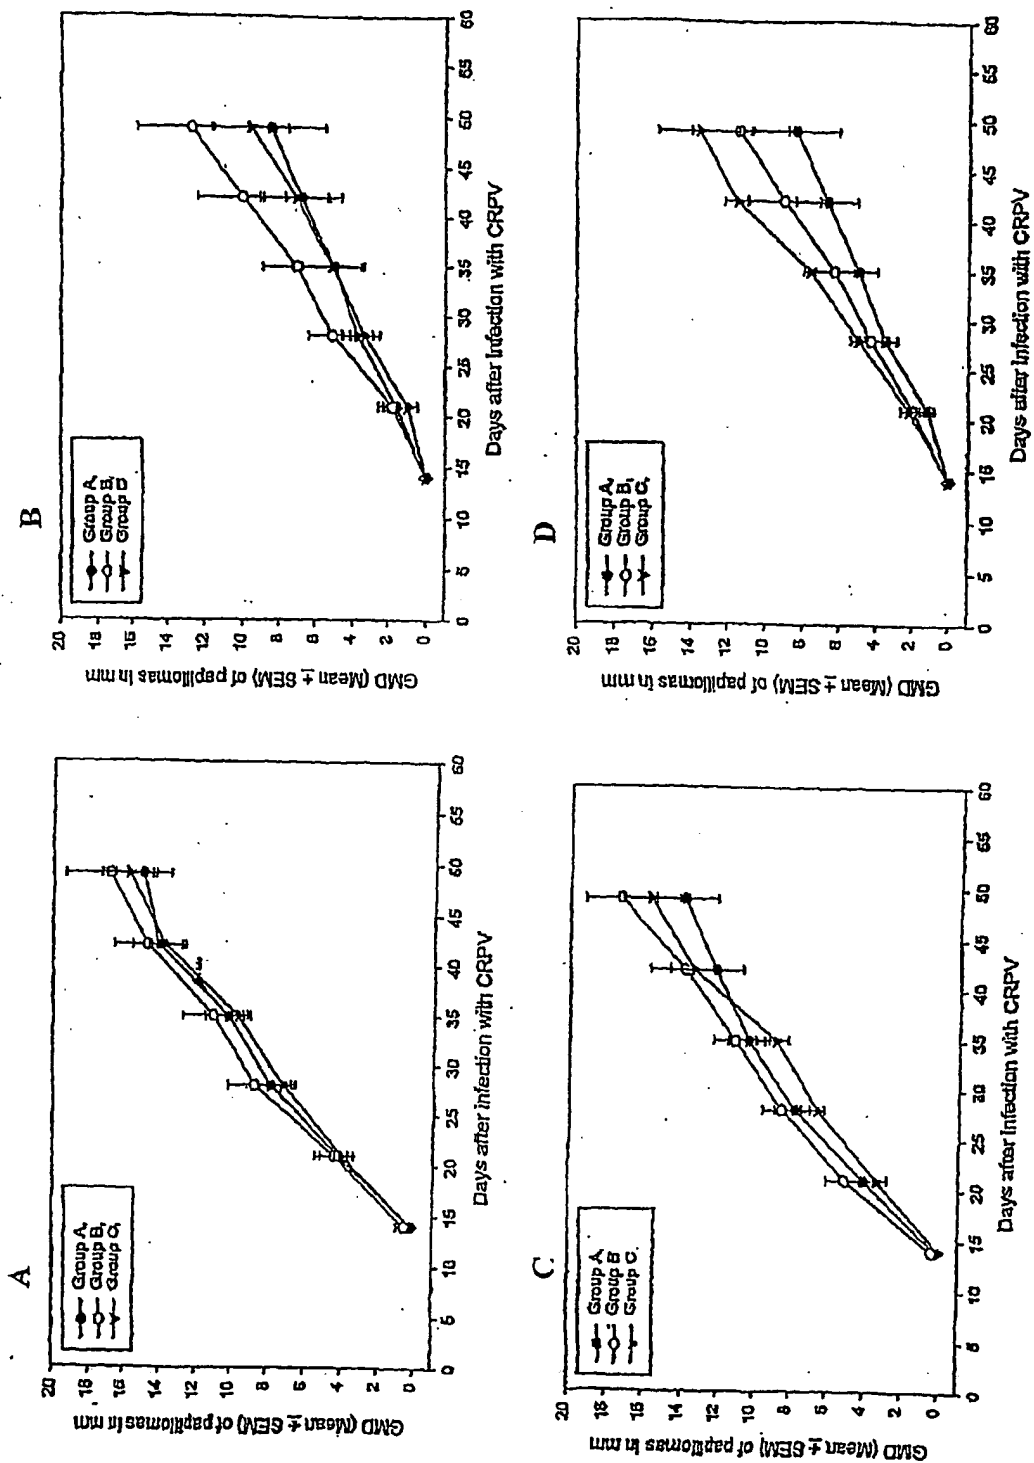 A
GMD (Mean ± SEM) of papillomas in mm
20
18
16
14
12
10
8
6
4
2
0
Group A,
Group B,
Group C,
3
0 5 10 15 20 25 30 35 40 45 50 55 60
Days after infection with CRPV
B
GMD (Mean ± SEM) of papillomas in mm
20
18
16
14
12
10
8
6
4
2
0
Group A,
Group B,
Group
0 5 10 15 20 25 30 35 40 45 50 55 60
Days after Infection with CRPV
C
GMD (Mean ± SEM) of papillomas in mm
20
18
16
14
12
10
8
6
4
2
0
Group A
Group B
Group C
0 5 10 15 20 25 30 35 40 45 50 55 60
Days after Infection with CRPV
D
GMD (Mean ± SEM) of papillomas in mm
20
18
16
14
12
10
8
6
4
2
0
Group A,
Group B,
Group C,
0 5 10 15 20 25 30 35 40 45 50 55 60
Days after Infection with CRPV